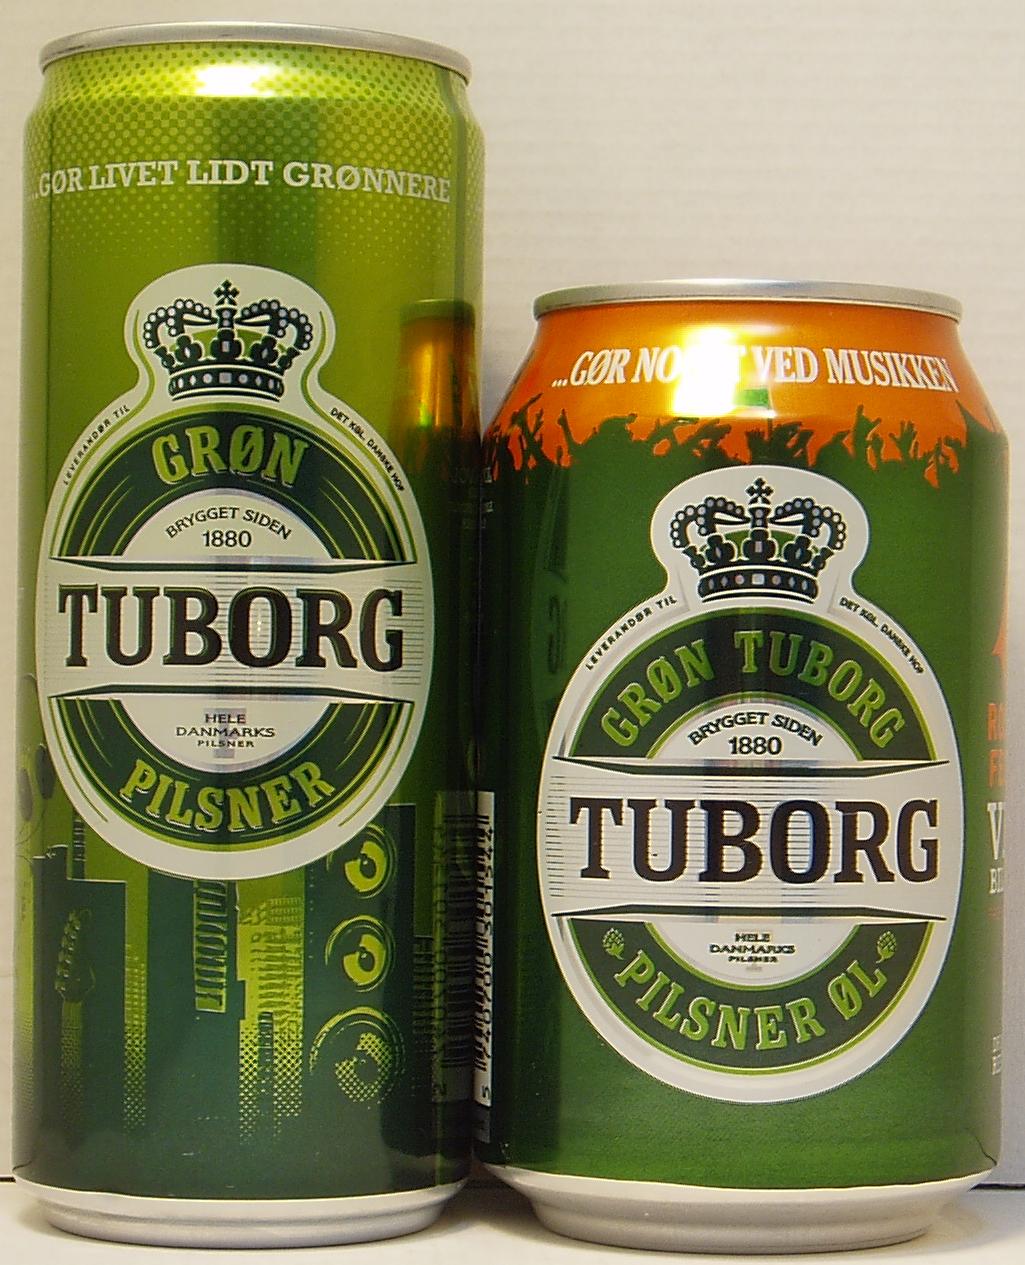 ...GØR LIVET LIDT GRØNNERE
LEVERANDØR TIL
DET KGL. DANSKE HOF
GRØN
BRYGGET SIDEN
1880
TUBORG
HELE
DANMARKS
PILSNER
PILSNER
...GØR VED MUSIKKEN
LEVERANDØR TIL
DET KGL. DANSKE HOF
GRØN TUBORG
BRYGGET SIDEN
1880
TUBORG
HELE
DANMARKS
PILSNER
PILSNER ØL